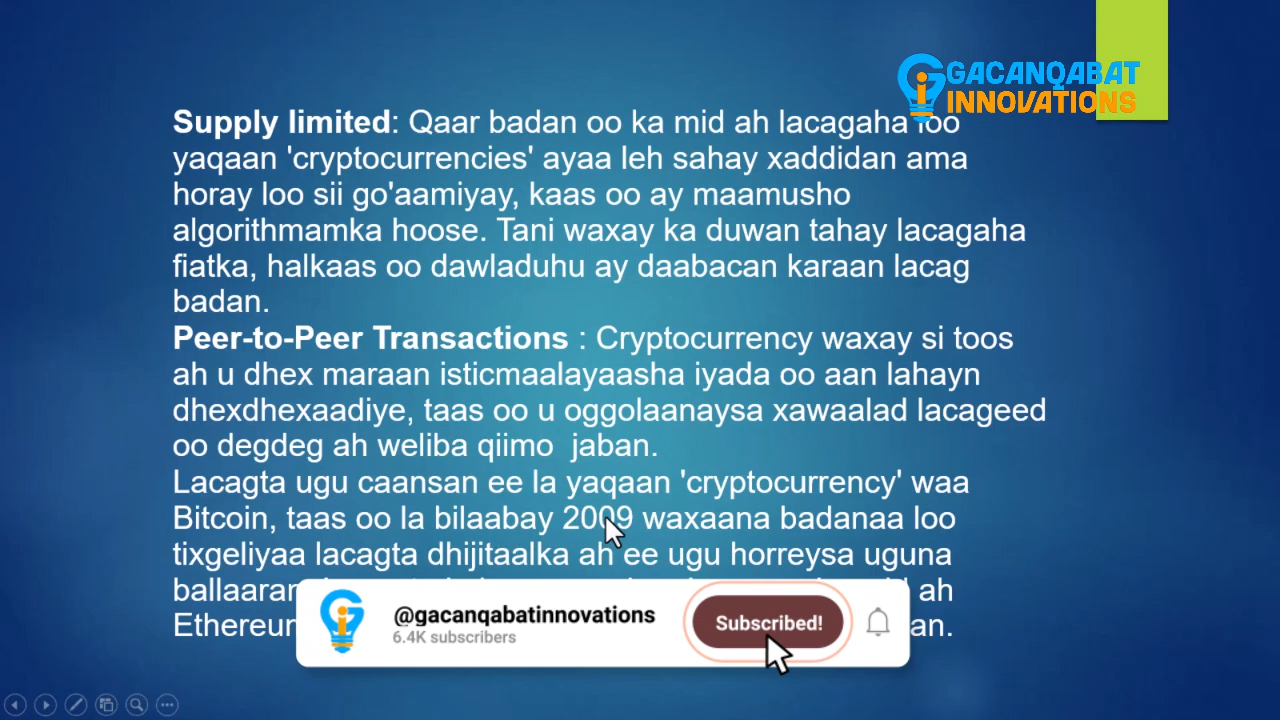 GACANQABAT
INNOVATIONS
Supply limited: Qaar badan oo ka mid ah lacagaha loo
yaqaan 'cryptocurrencies' ayaa leh sahay xaddidan ama
horay loo sii go'aamiyay, kaas oo ay maamusho
algorithmamka hoose. Tani waxay ka duwan tahay lacagaha
fiatka, halkaas oo dawladuhu ay daabacan karaan lacag
badan.
Peer-to-Peer Transactions : Cryptocurrency waxay si toos
ah u dhex maraan isticmaalayaasha iyada oo aan lahayn
dhexdhexaadiye, taas oo u oggolaanaysa xawaalad lacageed
oo degdeg ah weliba qiimo jaban.
Lacagta ugu caansan ee la yaqaan 'cryptocurrency' waa
Bitcoin, taas oo la bilaabay 2009 waxaana badanaa loo
tixgeliyaa lacagta dhijitaalka ah ee ugu horreysa uguna
ah
@gacanqabatinnovations
6.4K subscribers
Subscribed!